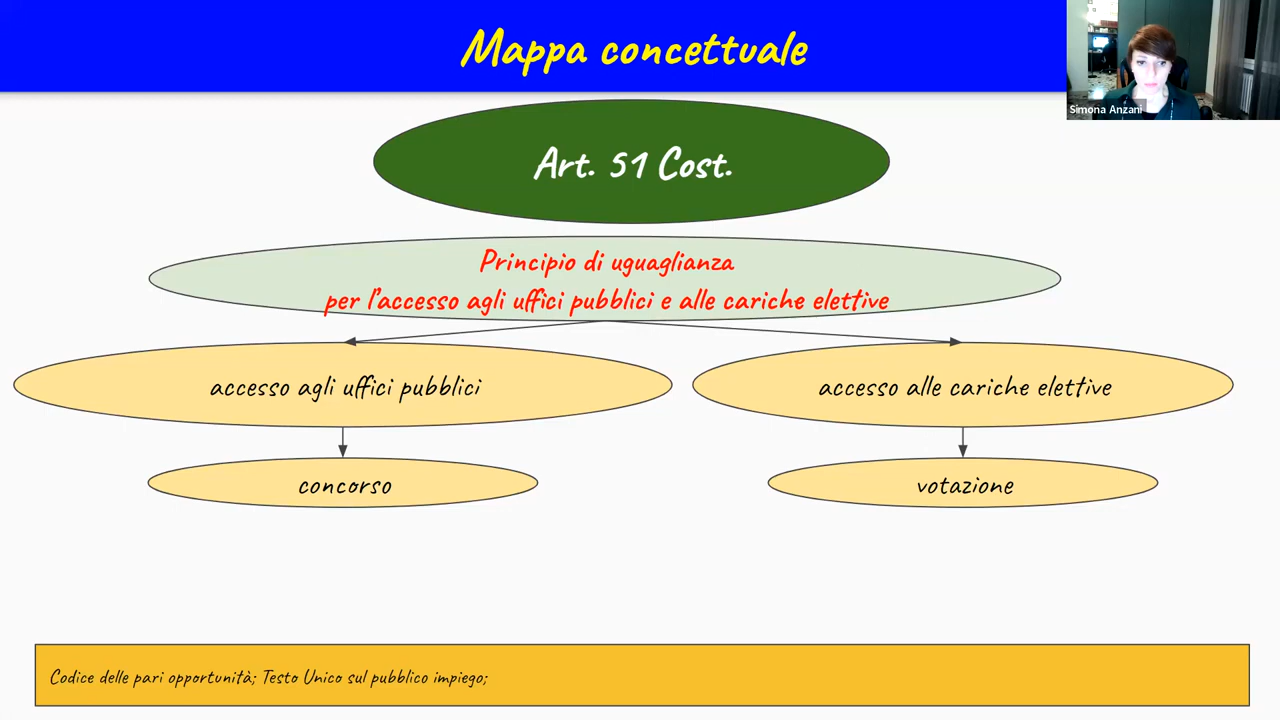 Mappa concettuale
Simona Anzani
Art. 51 Cost.
Principio di uguaglianza
per l'accesso agli uffici pubblici e alle cariche elettive
accesso agli uffici pubblici
accesso alle cariche elettive
concorso
votazione
Codice delle pari opportunità; Testo Unico sul pubblico impiego;